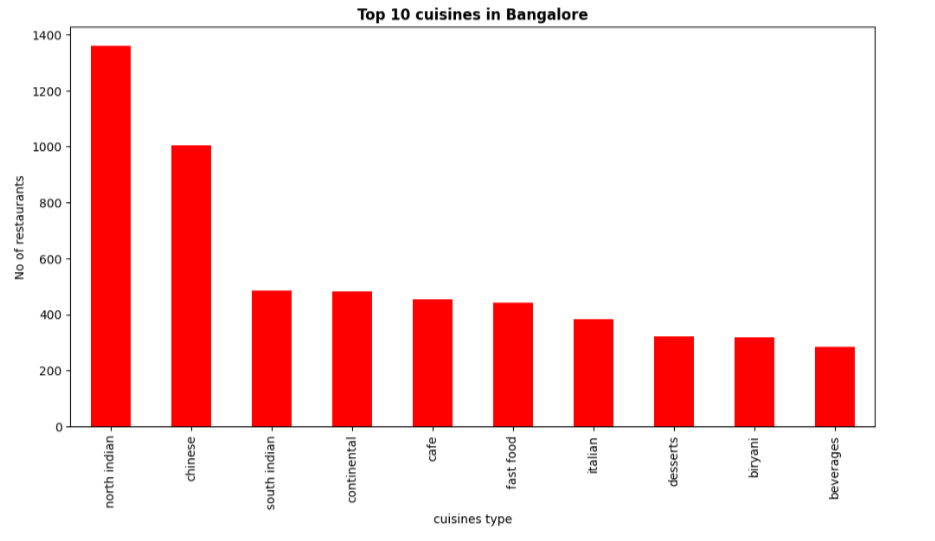 Top 10 cuisines in Bangalore
1400
1200
1000
800
600
400
200
0
No of restaurants
north indian
chinese
south indian
continental
cafe
fast food
italian
desserts
biryani
beverages
cuisines type